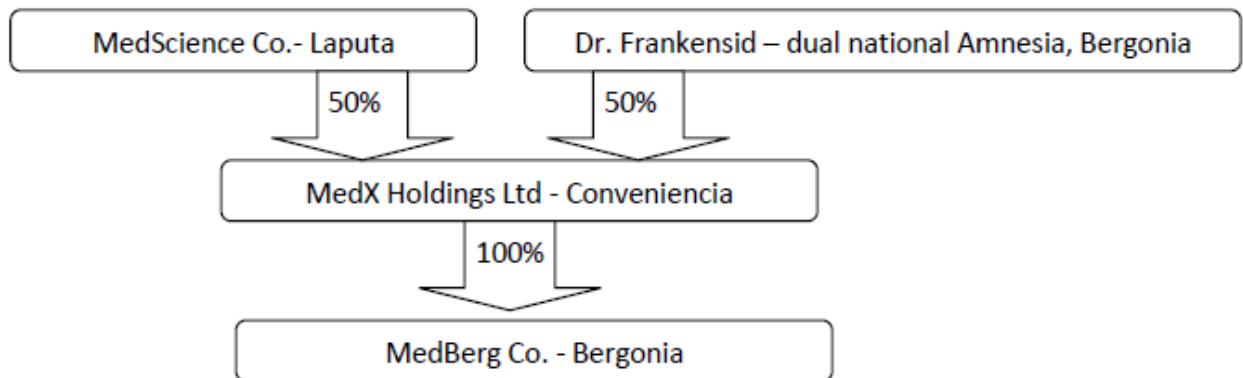 MedScience Co.- Laputa
Dr. Frankensid – dual national Amnesia, Bergonia
50%
50%
MedX Holdings Ltd - Conveniencia
100%
MedBerg Co. - Bergonia